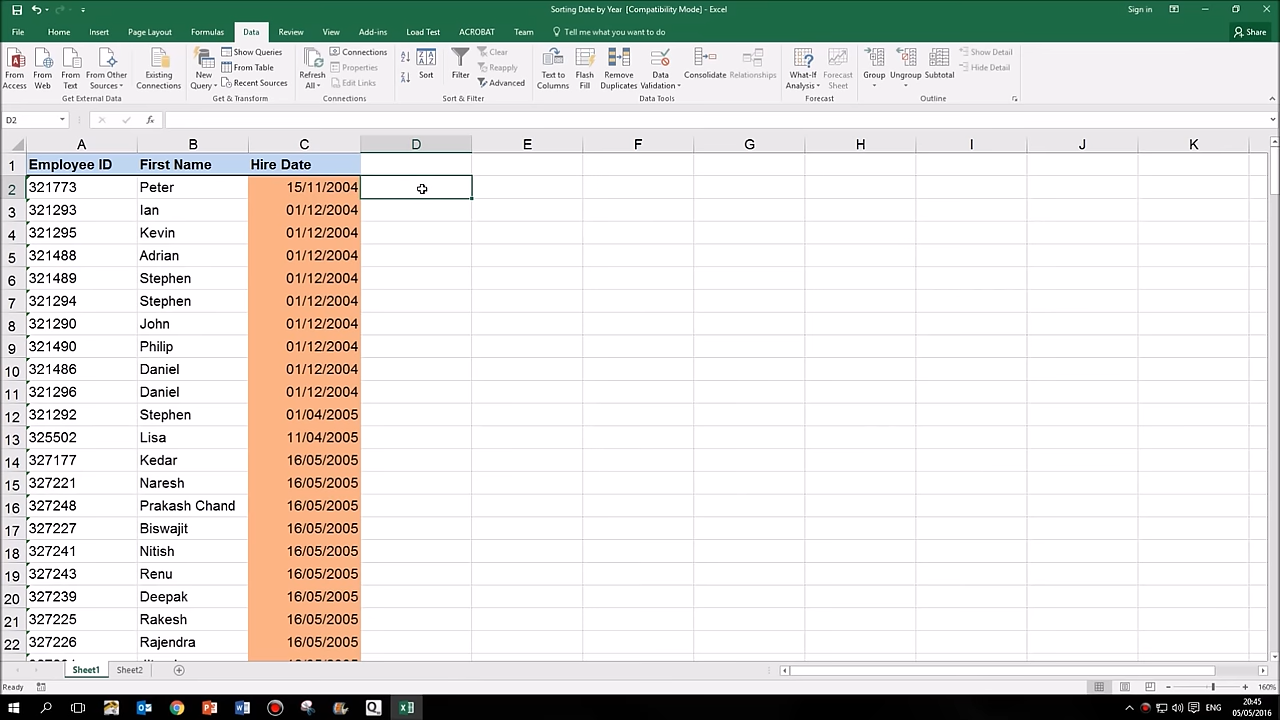 Sorting Date by Year [Compatibility Mode] - Excel
Sign in
File Home Insert Page Layout Formulas Data Review View Add-ins Load Test ACROBAT Team Tell me what you want to do Share
From Access
From Web
From Text
From Other Sources
Existing Connections
Get External Data
New Query
Show Queries
From Table
Recent Sources
Get & Transform
Refresh All
Connections
Properties
Edit Links
Connections
Sort
Filter
Clear
Reapply
Advanced
Sort & Filter
Text to Columns
Flash Fill
Remove Duplicates
Data Validation
Consolidate
Relationships
Data Tools
What-If Analysis
Forecast Sheet
Forecast
Group
Ungroup
Subtotal
Show Detail
Hide Detail
Outline
D2 fx
A B C D E F G H I J K
1 Employee ID First Name Hire Date
2 321773 Peter 15/11/2004
3 321293 Ian 01/12/2004
4 321295 Kevin 01/12/2004
5 321488 Adrian 01/12/2004
6 321489 Stephen 01/12/2004
7 321294 Stephen 01/12/2004
8 321290 John 01/12/2004
9 321490 Philip 01/12/2004
10 321486 Daniel 01/12/2004
11 321296 Daniel 01/12/2004
12 321292 Stephen 01/04/2005
13 325502 Lisa 11/04/2005
14 327177 Kedar 16/05/2005
15 327221 Naresh 16/05/2005
16 327248 Prakash Chand 16/05/2005
17 327227 Biswajit 16/05/2005
18 327241 Nitish 16/05/2005
19 327243 Renu 16/05/2005
20 327239 Deepak 16/05/2005
21 327225 Rakesh 16/05/2005
22 327226 Rajendra 16/05/2005
Sheet1 Sheet2
Ready
160%
ENG
20:45
05/05/2016